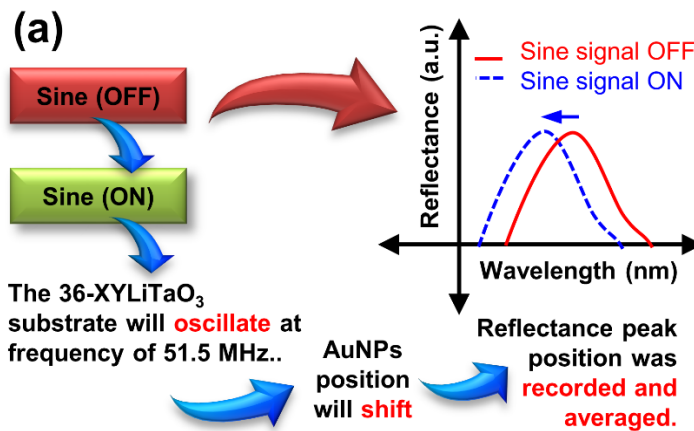 (a)
Sine (OFF)
Sine (ON)
The 36-XYLiTaO₃
substrate will oscillate at
frequency of 51.5 MHz..
AuNPs
position
will shift
Reflectance peak
position was
recorded and
averaged.
Reflectance (a.u.)
Sine signal OFF
Sine signal ON
Wavelength (nm)